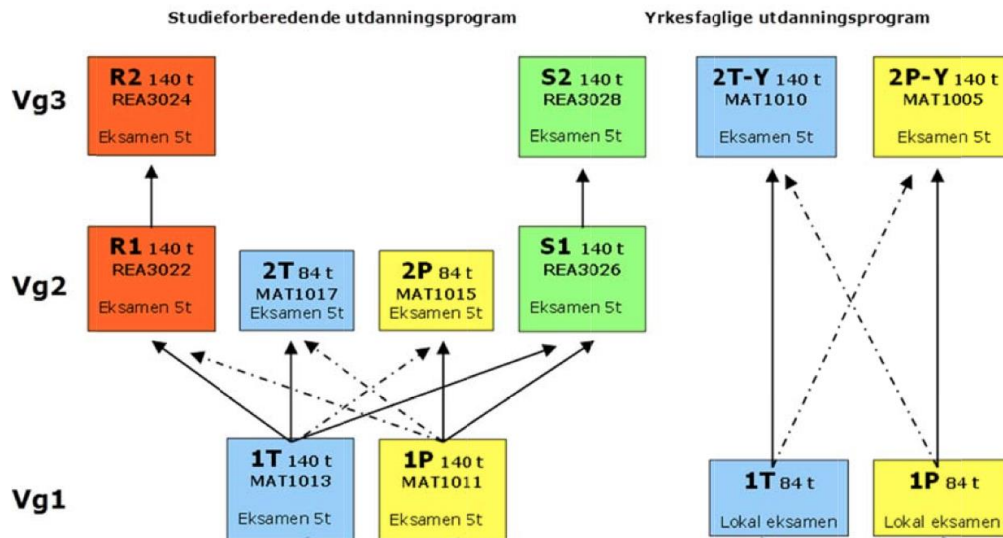 Studieforberedende utdanningsprogram
Yrkesfaglige utdanningsprogram
Vg3
R2 140 t
REA3024
Eksamen 5t
S2 140 t
REA3028
Eksamen 5t
2T-Y 140 t
MAT1010
Eksamen 5t
2P-Y 140 t
MAT1005
Eksamen 5t
Vg2
R1 140 t
REA3022
Eksamen 5t
2T 84 t
MAT1017
Eksamen 5t
2P 84 t
MAT1015
Eksamen 5t
S1 140 t
REA3026
Eksamen 5t
Vg1
1T 140 t
MAT1013
Eksamen 5t
1P 140 t
MAT1011
Eksamen 5t
1T 84 t
Lokal eksamen
1P 84 t
Lokal eksamen